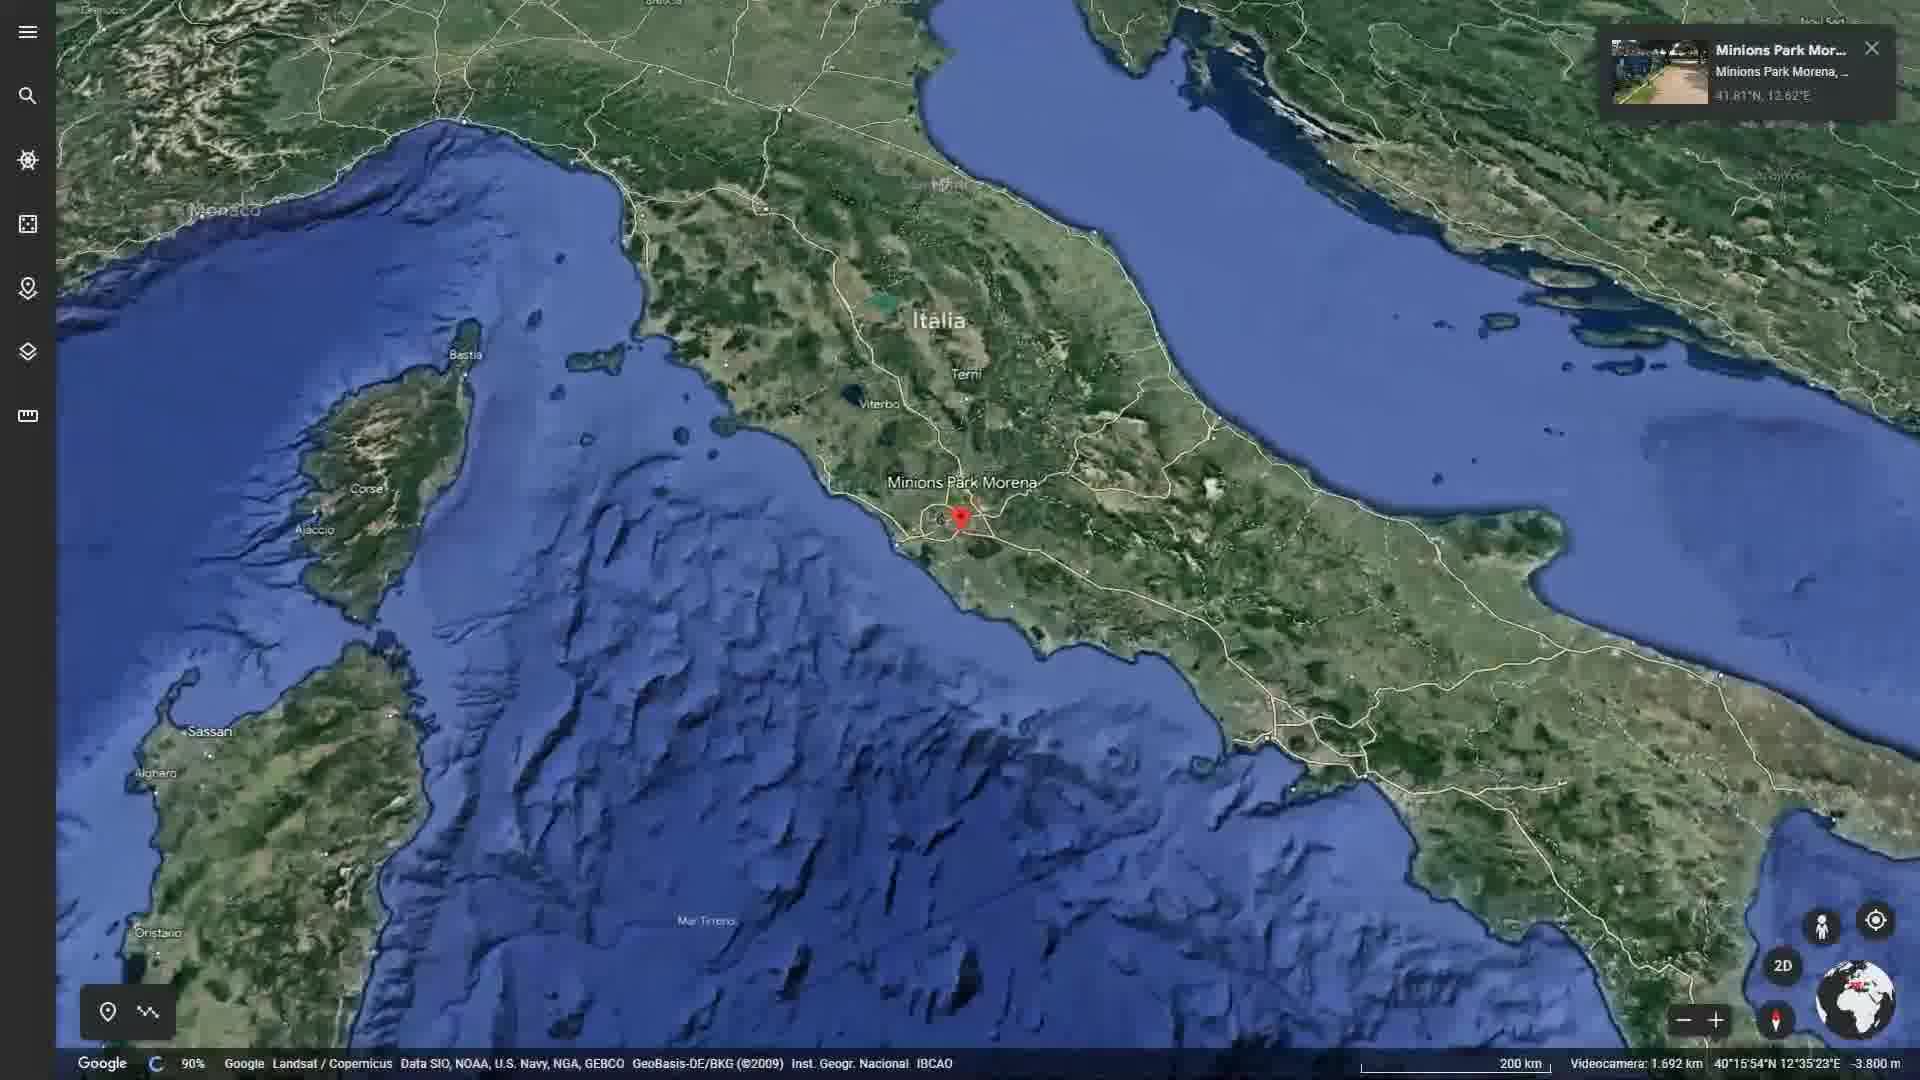 Torino
Minions Park Mor...
Minions Park Morena, ...
41.81°N, 12.62°E
Monaco
Italia
Bastia
Terni
Viterbo
Minions Park Morena
Corse
Ajaccio
Sassari
Alghero
Mar Tirreno
Oristano
2D
Google 90% Google Landsat / Copernicus Data SIO, NOAA, U.S. Navy, NGA, GEBCO GeoBasis-DE/BKG (©2009) Inst. Geogr. Nacional IBCAO 200 km Videocamera: 1.692 km 40°15'54"N 12°35'23"E -3.800 m